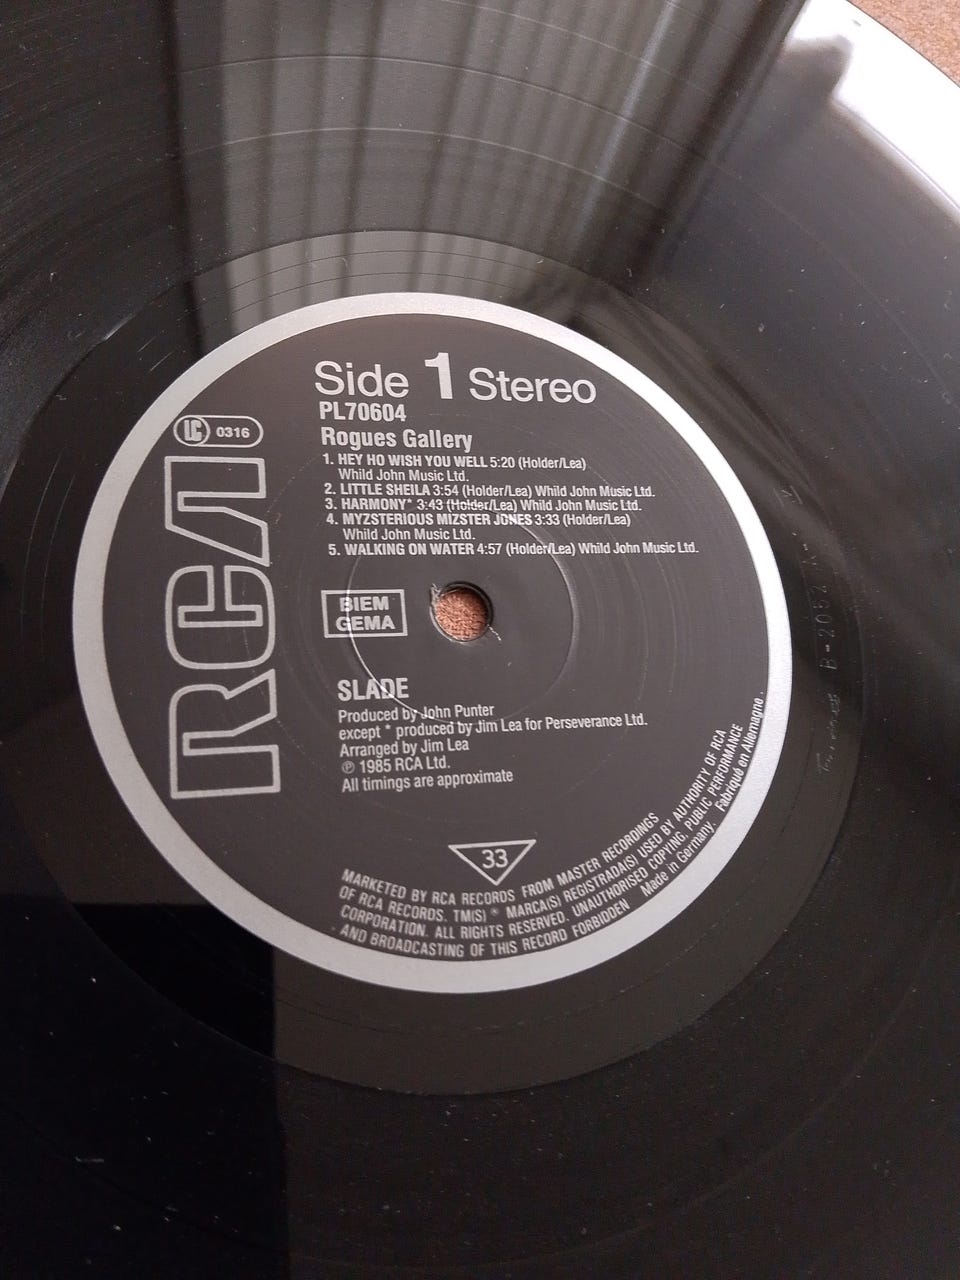 Side 1 Stereo
PL70604
Rogues Gallery
1. HEY HO WISH YOU WELL 5:20 (Holder/Lea)
Whild John Music Ltd.
2. LITTLE SHEILA 3:54 (Holder/Lea) Whild John Music Ltd.
3. HARMONY* 3:43 (Holder/Lea) Whild John Music Ltd.
4. MYZSTERIOUS MIZSTER JONES 3:33 (Holder/Lea)
Whild John Music Ltd.
5. WALKING ON WATER 4:57 (Holder/Lea) Whild John Music Ltd.
LC 0316
RCA
BIEM
GEMA
SLADE
Produced by John Punter
except * produced by Jim Lea for Perseverance Ltd.
Arranged by Jim Lea
℗ 1985 RCA Ltd.
All timings are approximate
33
MARKETED BY RCA RECORDS FROM MASTER RECORDINGS
OF RCA RECORDS. TM(S) ® MARCA(S) REGISTRADA(S) USED BY AUTHORITY OF RCA
CORPORATION. ALL RIGHTS RESERVED. UNAUTHORISED COPYING, PUBLIC PERFORMANCE
AND BROADCASTING OF THIS RECORD FORBIDDEN Made in Germany. Fabriqué en Allemagne.